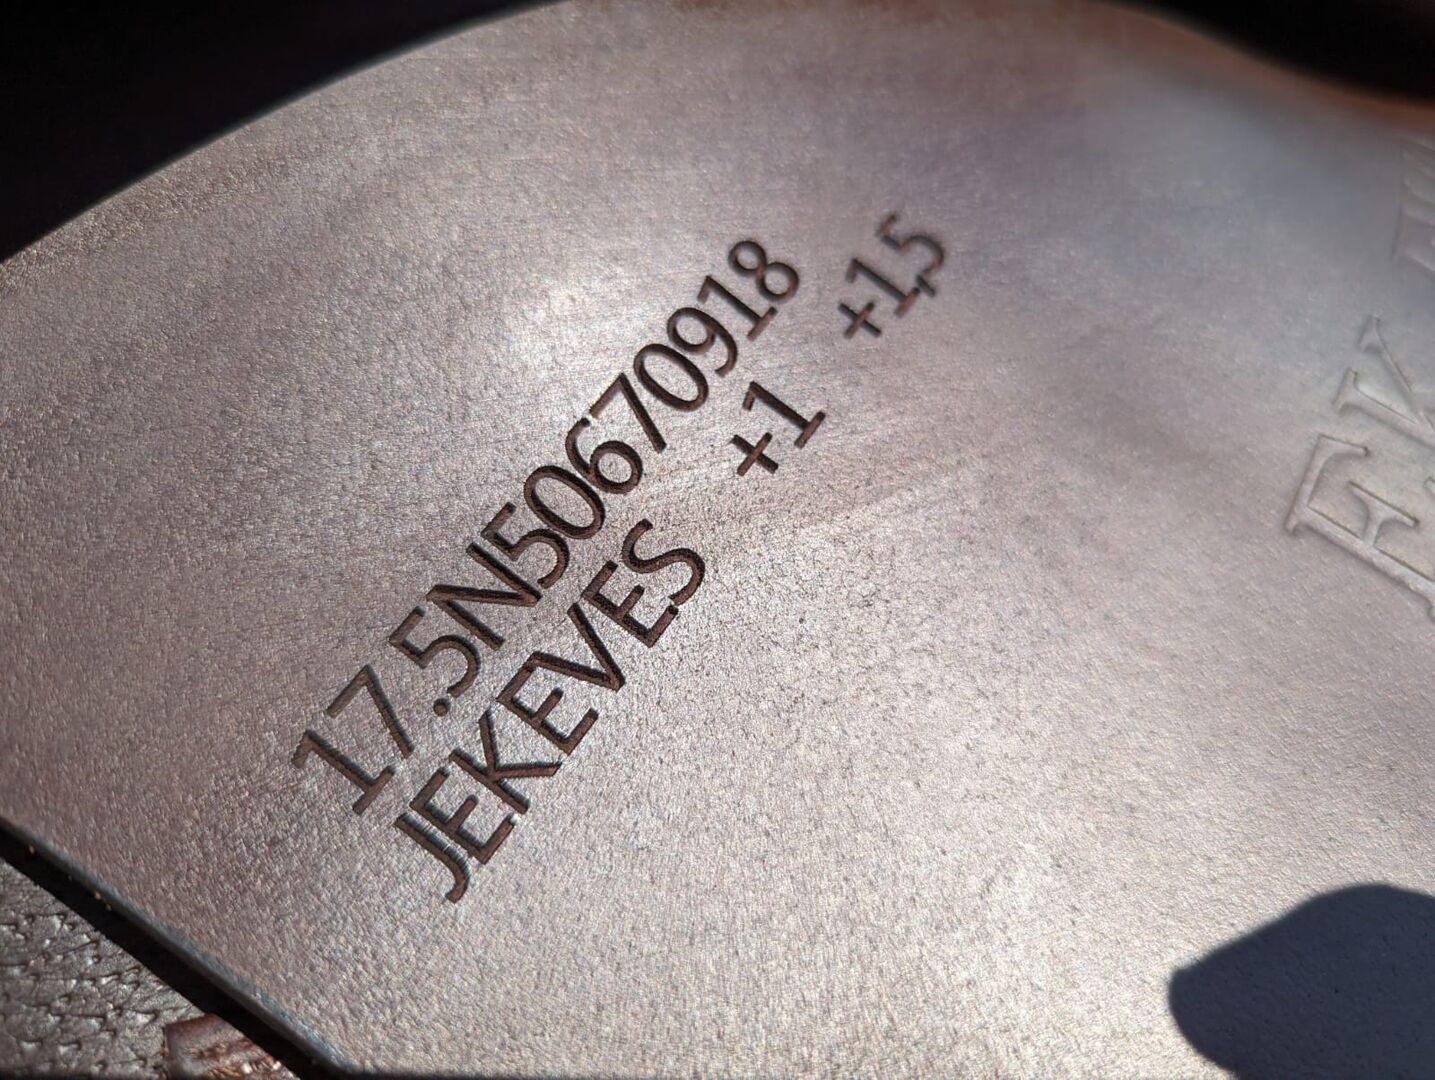 17.5N50670918
+1,5
JEKEVES
+1
E.K.